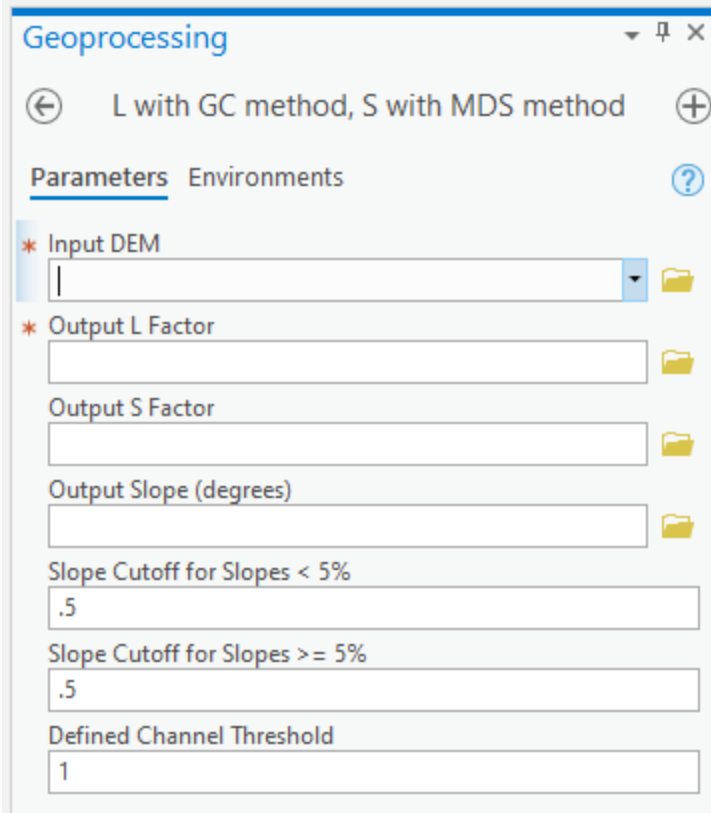 Geoprocessing
L with GC method, S with MDS method
Parameters Environments
* Input DEM
* Output L Factor
Output S Factor
Output Slope (degrees)
Slope Cutoff for Slopes < 5%
.5
Slope Cutoff for Slopes >= 5%
.5
Defined Channel Threshold
1